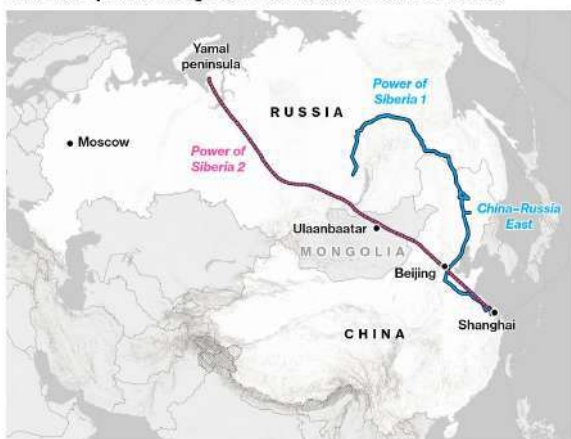 Yamal
peninsula
Power of
Siberia 1
RUSSIA
Moscow
Power of
Siberia 2
China–Russia
East
Ulaanbaatar
MONGOLIA
Beijing
Shanghai
CHINA